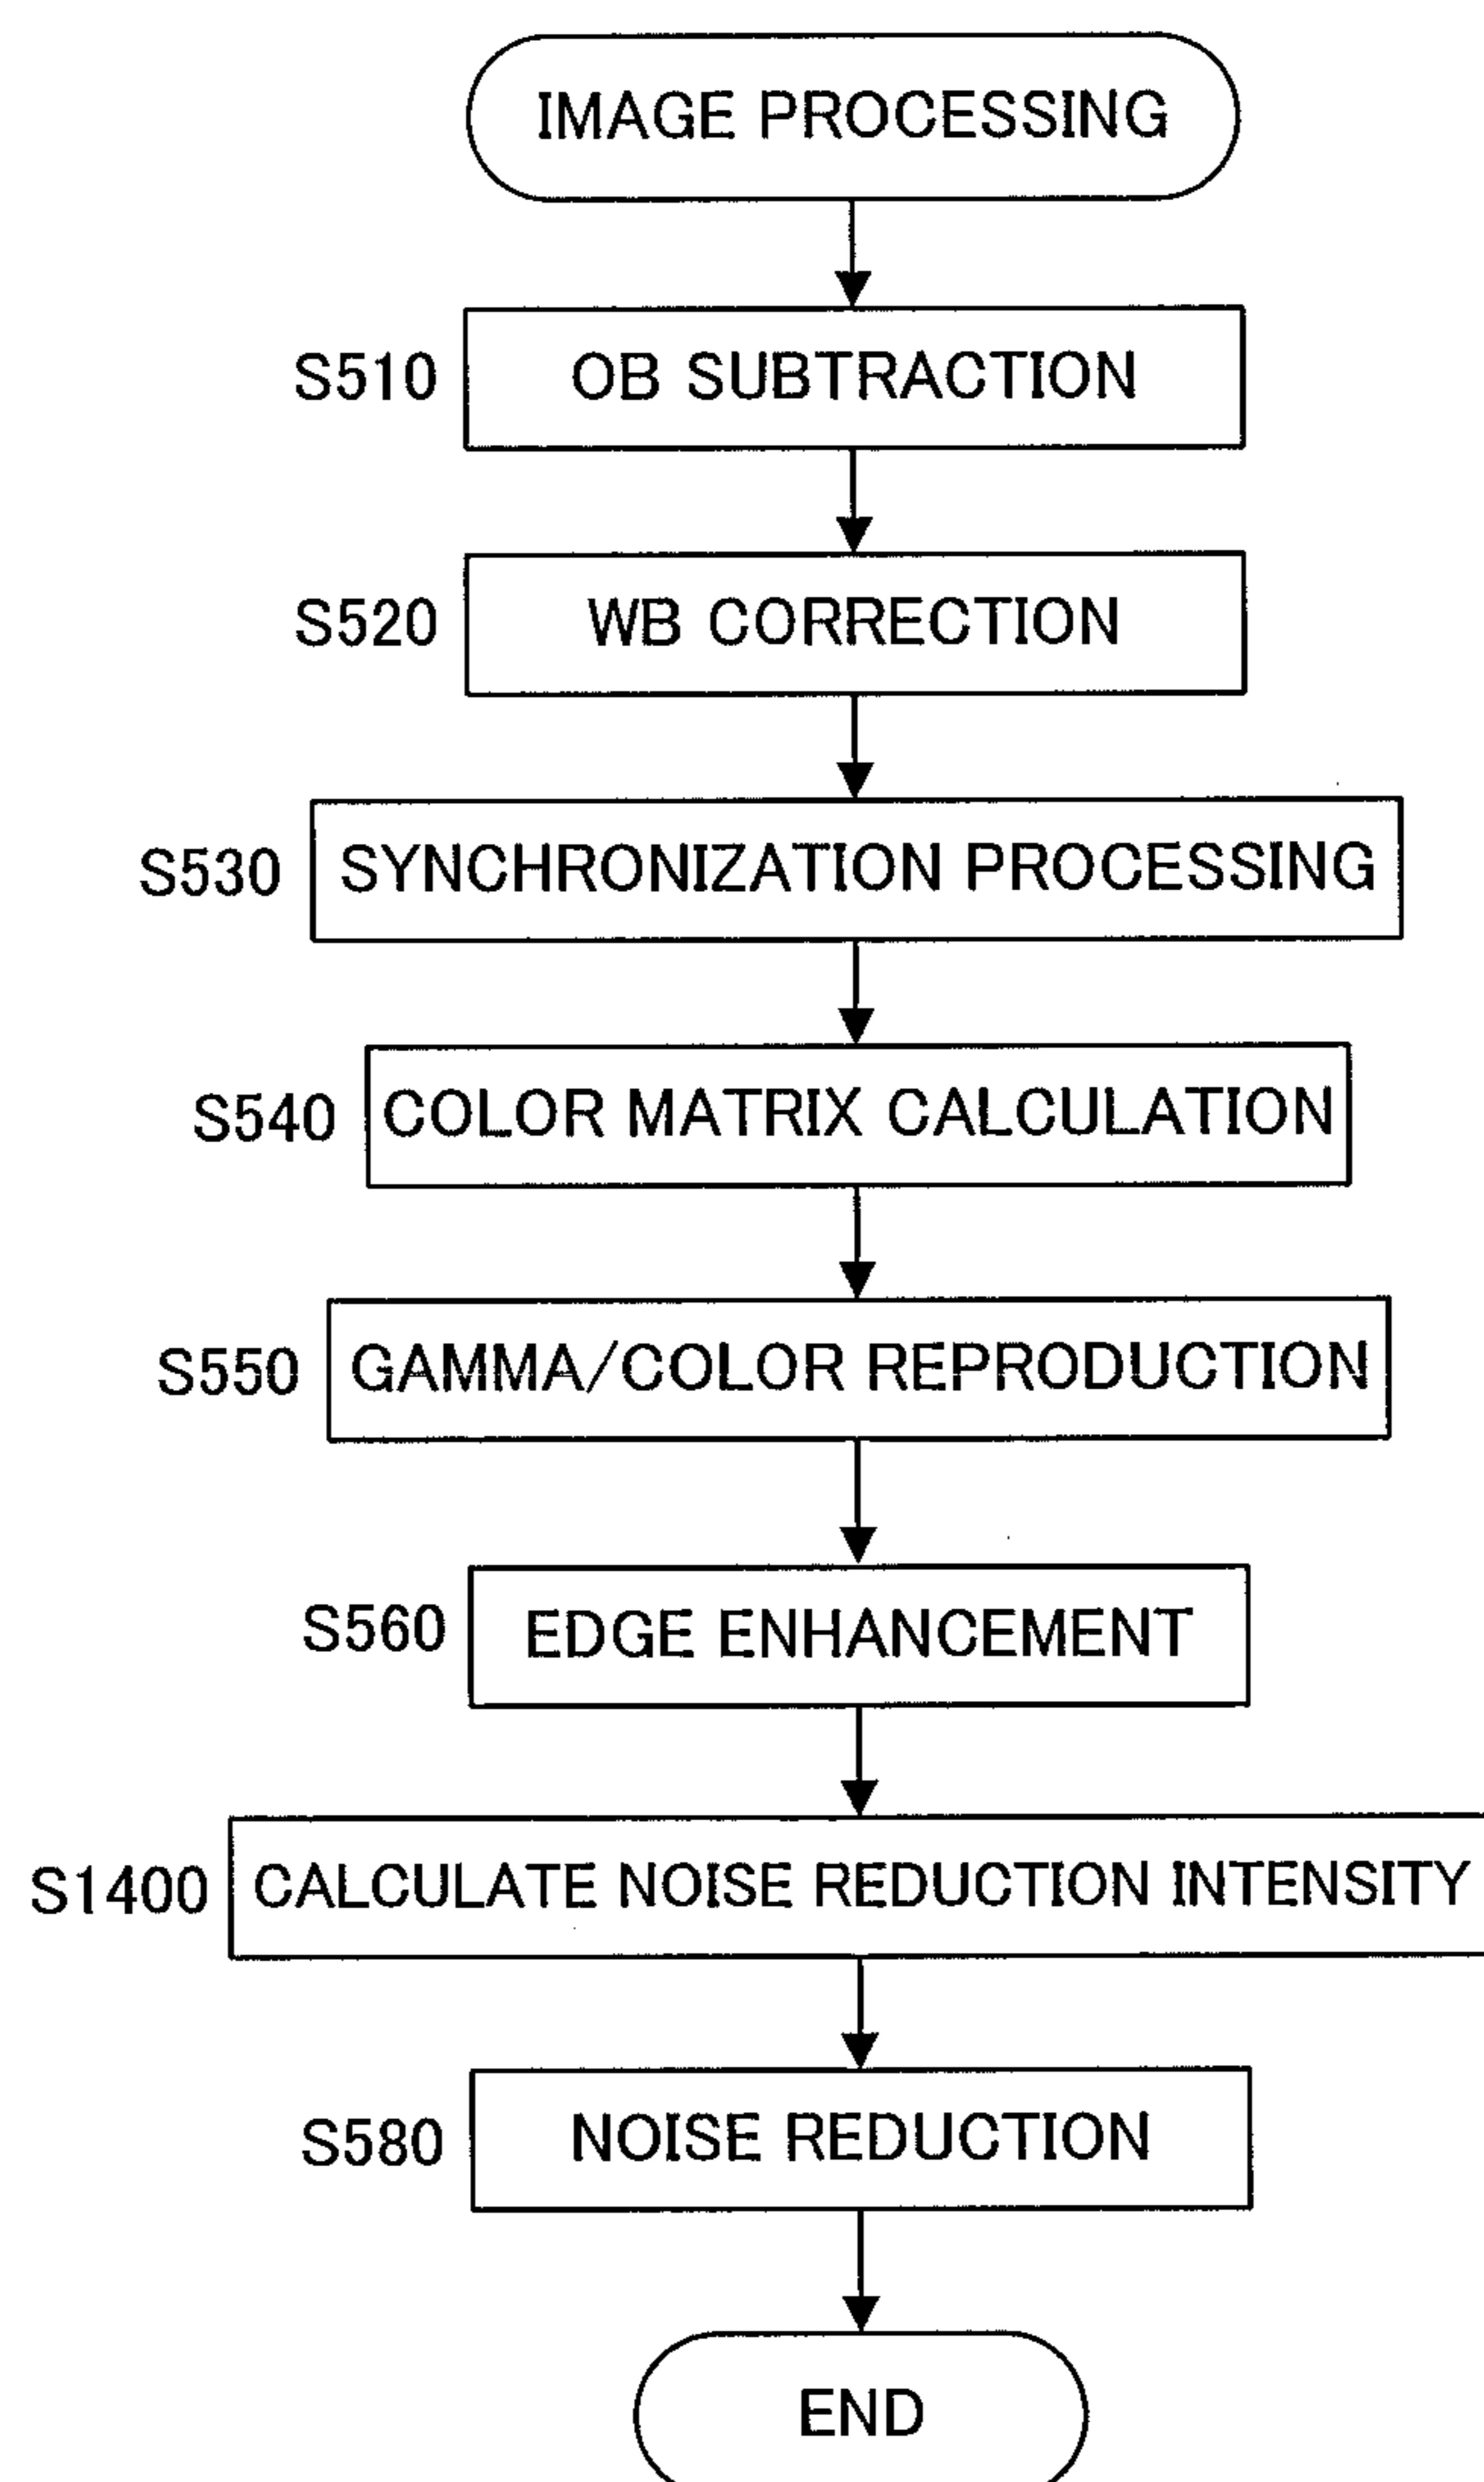 IMAGE PROCESSING
S510 OB SUBTRACTION
S520 WB CORRECTION
S530 SYNCHRONIZATION PROCESSING
S540 COLOR MATRIX CALCULATION
S550 GAMMA/COLOR REPRODUCTION
S560 EDGE ENHANCEMENT
S1400 CALCULATE NOISE REDUCTION INTENSITY
S580 NOISE REDUCTION
END